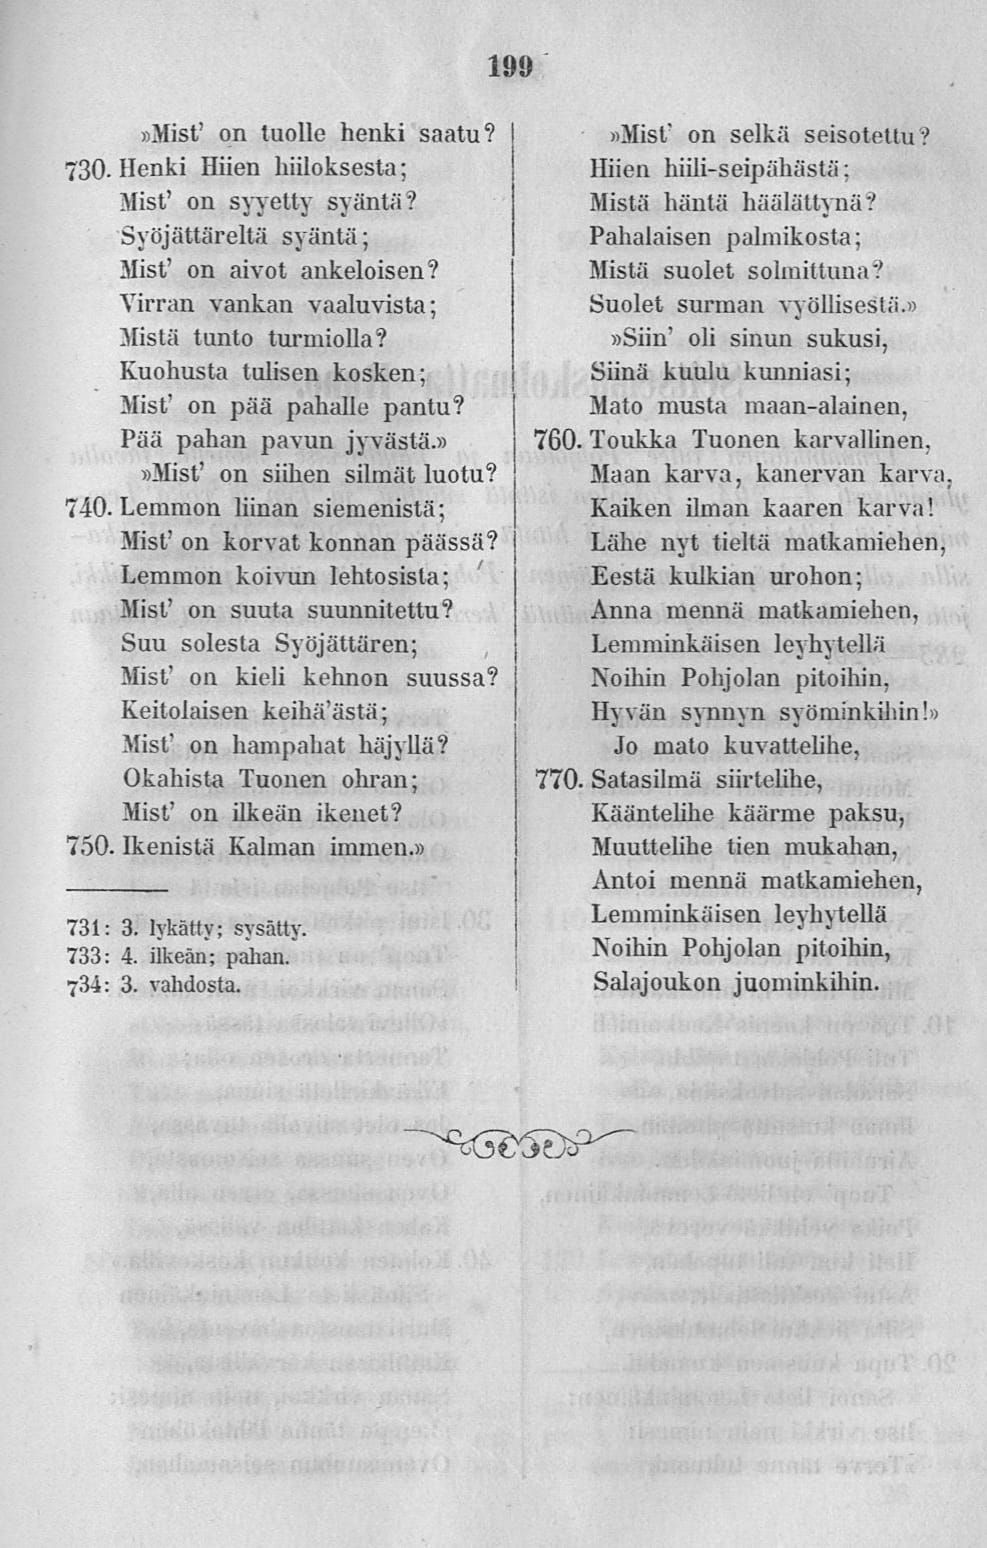 199
»Mist’ on tuolle henki saatu?
730. Henki Hiien hiiloksesta;
Mist’ on syyetty syäntä?
Syöjättäreltä syäntä;
Mist’ on aivot ankeloisen?
Virran vankan vaaluvista;
Mistä tunto turmiolla?
Kuohusta tulisen kosken;
Mist’ on pää pahalle pantu?
Pää pahan pavun jyvästä.»
»Mist’ on siihen silmät luotu?
740. Lemmon liinan siemenistä;
Mist’ on korvat konnan päässä?
Lemmon koivun lehtosista;
Mist’ on suuta suunnitettu?
Suu solesta Syöjättären;
Mist’ on kieli kehnon suussa?
Keitolaisen keihä’ästä;
Mist’ on hampahat häjyllä?
Okahista Tuonen ohran;
Mist’ on ilkeän ikenet?
750. Ikenistä Kalman immen.»
731: 3. lykätty; sysätty.
733: 4. ilkeän; pahan.
734: 3. vahdosta.
»Mist’ on selkä seisotettu?
Hiien hiili-seipähästä;
Mistä häntä häälättynä?
Pahalaisen palmikosta;
Mistä suolet solmittuna?
Suolet surman vyöllisestä.»
»Siin’ oli sinun sukusi,
Siinä kuulu kunniasi;
Mato musta maan-alainen,
760. Toukka Tuonen karvallinen,
Maan karva, kanervan karva,
Kaiken ilman kaaren karva!
Lähe nyt tieltä matkamiehen,
Eestä kulkian urohon;
Anna mennä matkamiehen,
Lemminkäisen leyhytellä
Noihin Pohjolan pitoihin,
Hyvän synnyn syöminkihin!»
Jo mato kuvattelihe,
770. Satasilmä siirtelihe,
Kääntelihe käärme paksu,
Muuttelihe tien mukahan,
Antoi mennä matkamiehen,
Lemminkäisen leyhytellä
Noihin Pohjolan pitoihin,
Salajoukon juominkihin.